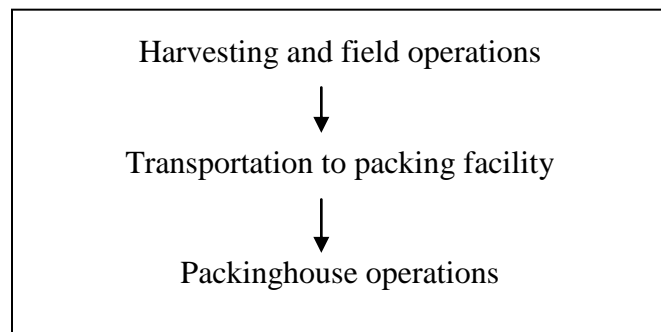 Harvesting and field operations
Transportation to packing facility
Packinghouse operations